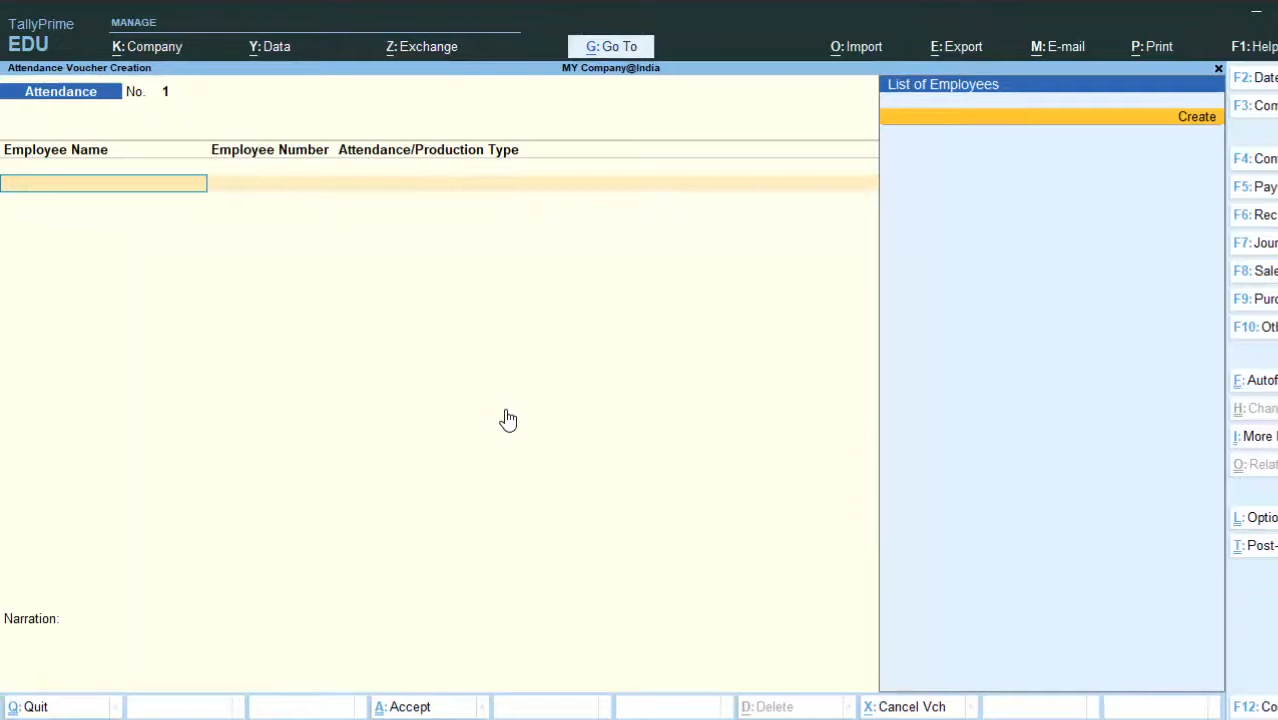 TallyPrime
EDU
MANAGE
K: Company
Y: Data
Z: Exchange
G: Go To
O: Import
E: Export
M: E-mail
P: Print
F1: Help
Attendance Voucher Creation
MY Company@India
Attendance No. 1
Employee Name
Employee Number
Attendance/Production Type
Narration:
List of Employees
Create
F2: Date
F3: Com
F4: Con
F5: Pay
F6: Rec
F7: Jour
F8: Sale
F9: Purc
F10: Oth
F: Autof
H: Chan
I: More
O: Relat
L: Optio
T: Post-
Q: Quit
A: Accept
D: Delete
X: Cancel Vch
F12: Co